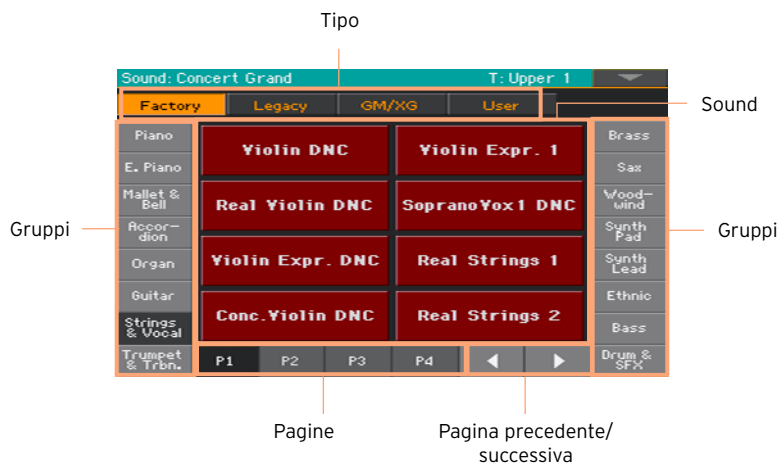 Tipo
Sound: Concert Grand T: Upper 1
Factory Legacy GM/XG User
Sound
Piano
E. Piano
Mallet &
Bell
Accor-
dion
Organ
Guitar
Strings
& Vocal
Trumpet
& Trbn.
Gruppi
Violin DNC Violin Expr. 1
Real Violin DNC SopranoVox1 DNC
Violin Expr. DNC Real Strings 1
Conc.Violin DNC Real Strings 2
Brass
Sax
Wood-
wind
Synth
Pad
Synth
Lead
Ethnic
Bass
Drum &
SFX
Gruppi
P1 P2 P3 P4
Pagine
Pagina precedente/
successiva